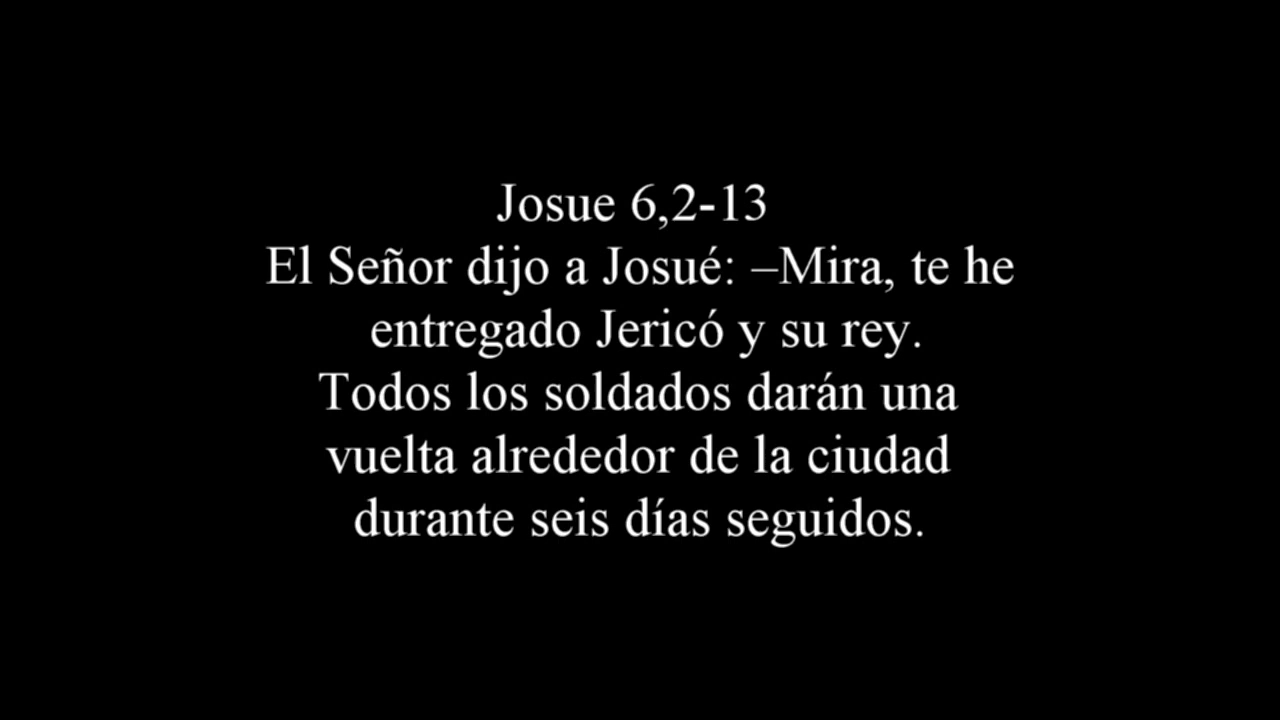 Josue 6,2-13
El Señor dijo a Josué: –Mira, te he
entregado Jericó y su rey.
Todos los soldados darán una
vuelta alrededor de la ciudad
durante seis días seguidos.